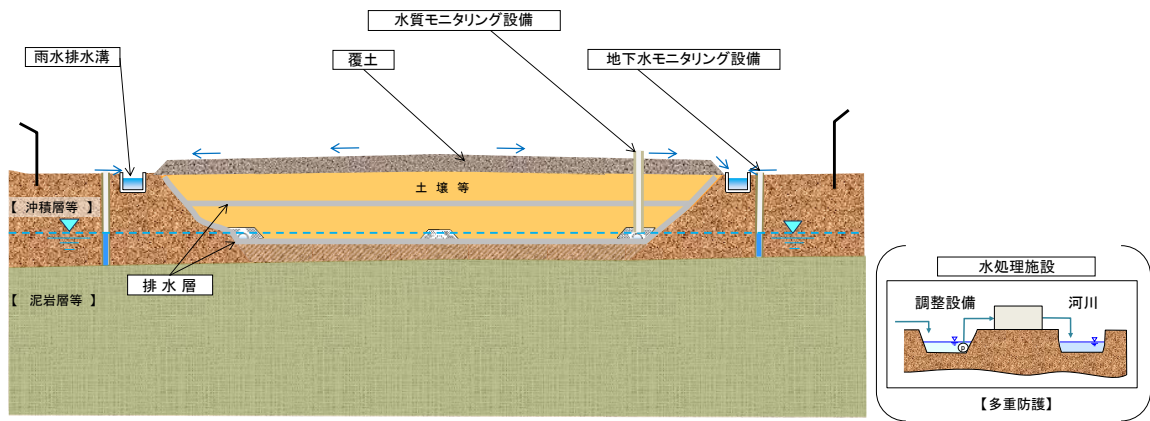 水質モニタリング設備
雨水排水溝
覆土
地下水モニタリング設備
土 壌 等
【 沖積層等 】
排 水 層
【 泥岩層等 】
水処理施設
調整設備
河川
P
【多重防護】